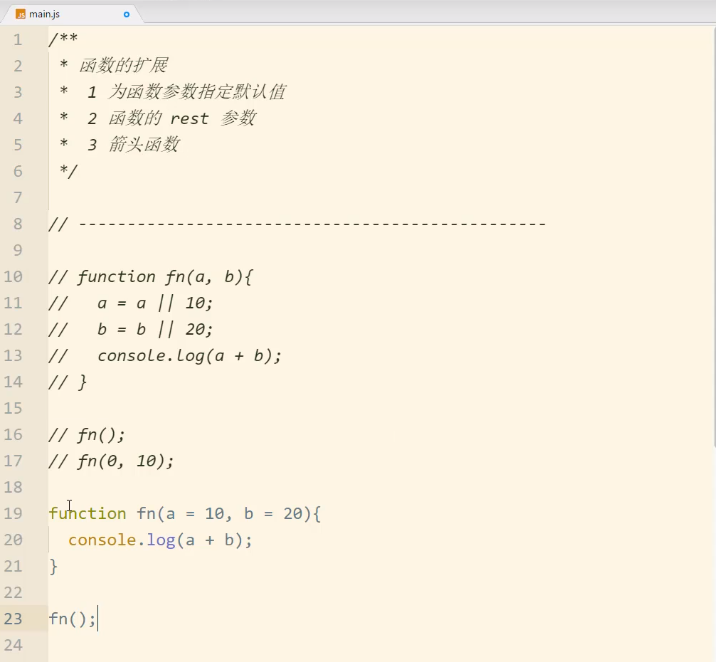 main.js
1 /**
2  * 函数的扩展
3  *  1 为函数参数指定默认值
4  *  2 函数的 rest 参数
5  *  3 箭头函数
6  */
7
8 // ------------------------------------------------
9
10 // function fn(a, b){
11 //   a = a || 10;
12 //   b = b || 20;
13 //   console.log(a + b);
14 // }
15
16 // fn();
17 // fn(0, 10);
18
19 function fn(a = 10, b = 20){
20   console.log(a + b);
21 }
22
23 fn();
24